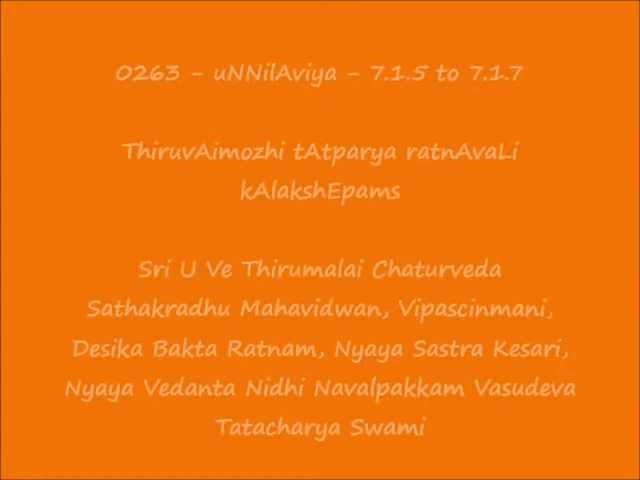 0263 - uNNilAviya - 7.1.5 to 7.1.7
ThiruvAimozhi tAtparya ratnAvaLi
kAlakshEpams
Sri U Ve Thirumalai Chaturveda
Sathakradhu Mahavidwan, Vipascinmani,
Desika Bakta Ratnam, Nyaya Sastra Kesari,
Nyaya Vedanta Nidhi Navalpakkam Vasudeva
Tatacharya Swami